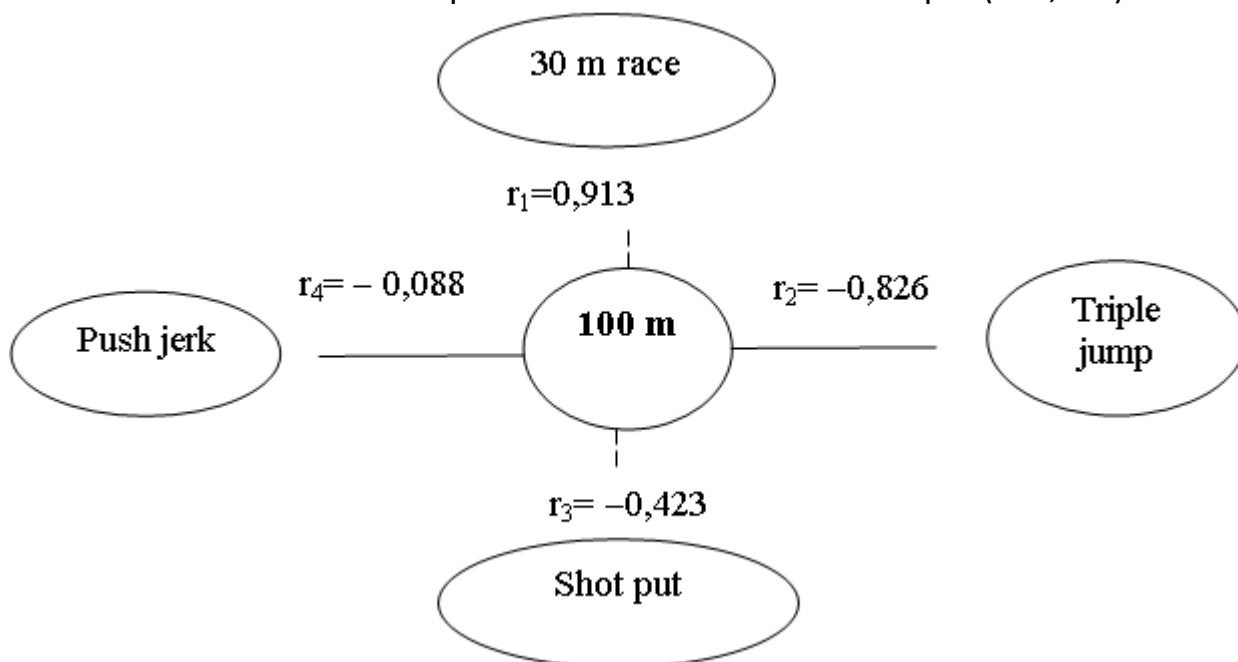 30 m race
r₁=0,913
r₄= – 0,088
r₂= –0,826
Push jerk
100 m
Triple
jump
r₃= –0,423
Shot put